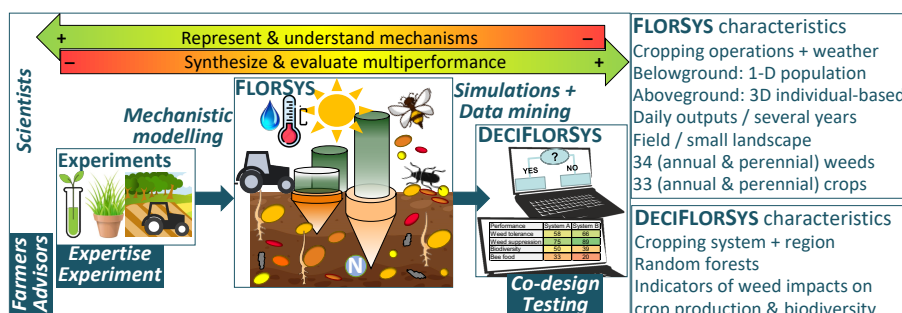 + Represent & understand mechanisms −
− Synthesize & evaluate multiperformance +
Scientists
Farmers
Advisors
Mechanistic
modelling
Experiments
Expertise
Experiment
FLORSYS
N
Simulations +
Data mining
DECIFLORSYS
?
YES NO
Performance System A System B
Weed tolerance 58 66
Weed suppression 75 89
Biodiversity 50 39
Bee food 33 20
Co-design
Testing
FLORSYS characteristics
Cropping operations + weather
Belowground: 1-D population
Aboveground: 3D individual-based
Daily outputs / several years
Field / small landscape
34 (annual & perennial) weeds
33 (annual & perennial) crops
DECIFLORSYS characteristics
Cropping system + region
Random forests
Indicators of weed impacts on
crop production & biodiversity